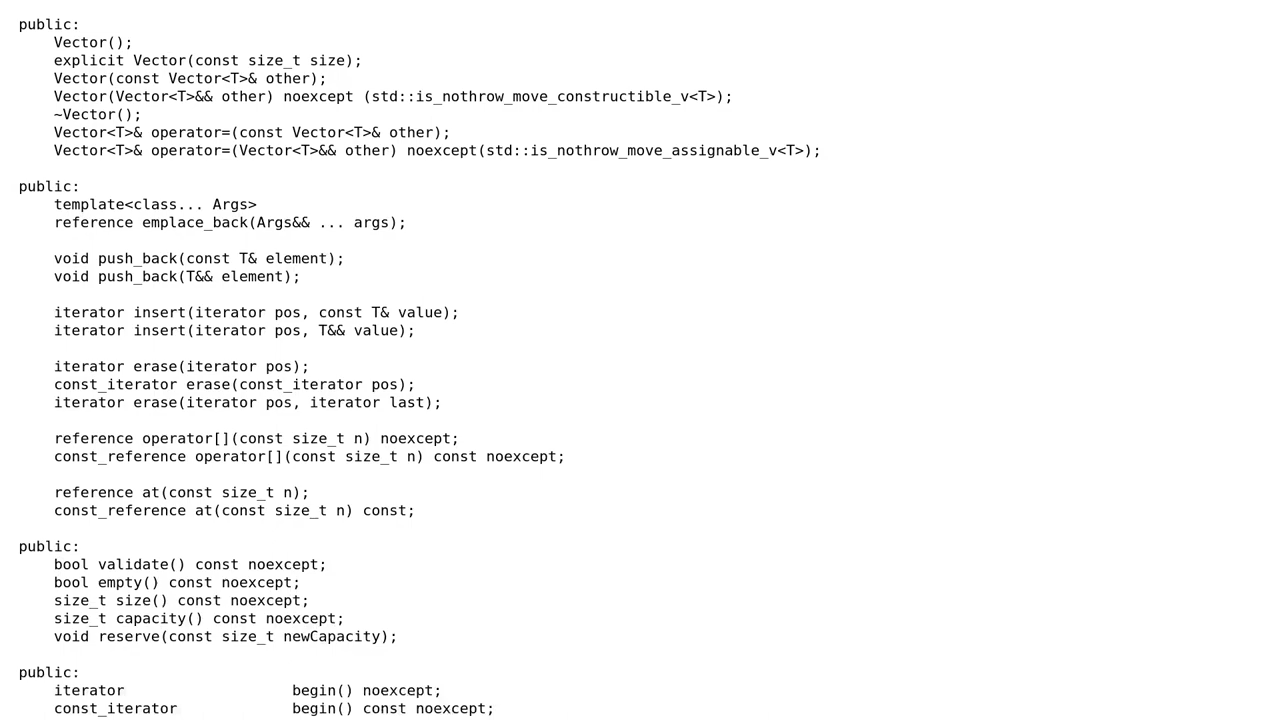 public:
    Vector();
    explicit Vector(const size_t size);
    Vector(const Vector<T>& other);
    Vector(Vector<T>&& other) noexcept (std::is_nothrow_move_constructible_v<T>);
    ~Vector();
    Vector<T>& operator=(const Vector<T>& other);
    Vector<T>& operator=(Vector<T>&& other) noexcept(std::is_nothrow_move_assignable_v<T>);

public:
    template<class... Args>
    reference emplace_back(Args&& ... args);

    void push_back(const T& element);
    void push_back(T&& element);

    iterator insert(iterator pos, const T& value);
    iterator insert(iterator pos, T&& value);

    iterator erase(iterator pos);
    const_iterator erase(const_iterator pos);
    iterator erase(iterator pos, iterator last);

    reference operator[](const size_t n) noexcept;
    const_reference operator[](const size_t n) const noexcept;

    reference at(const size_t n);
    const_reference at(const size_t n) const;

public:
    bool validate() const noexcept;
    bool empty() const noexcept;
    size_t size() const noexcept;
    size_t capacity() const noexcept;
    void reserve(const size_t newCapacity);

public:
    iterator                   begin() noexcept;
    const_iterator             begin() const noexcept;